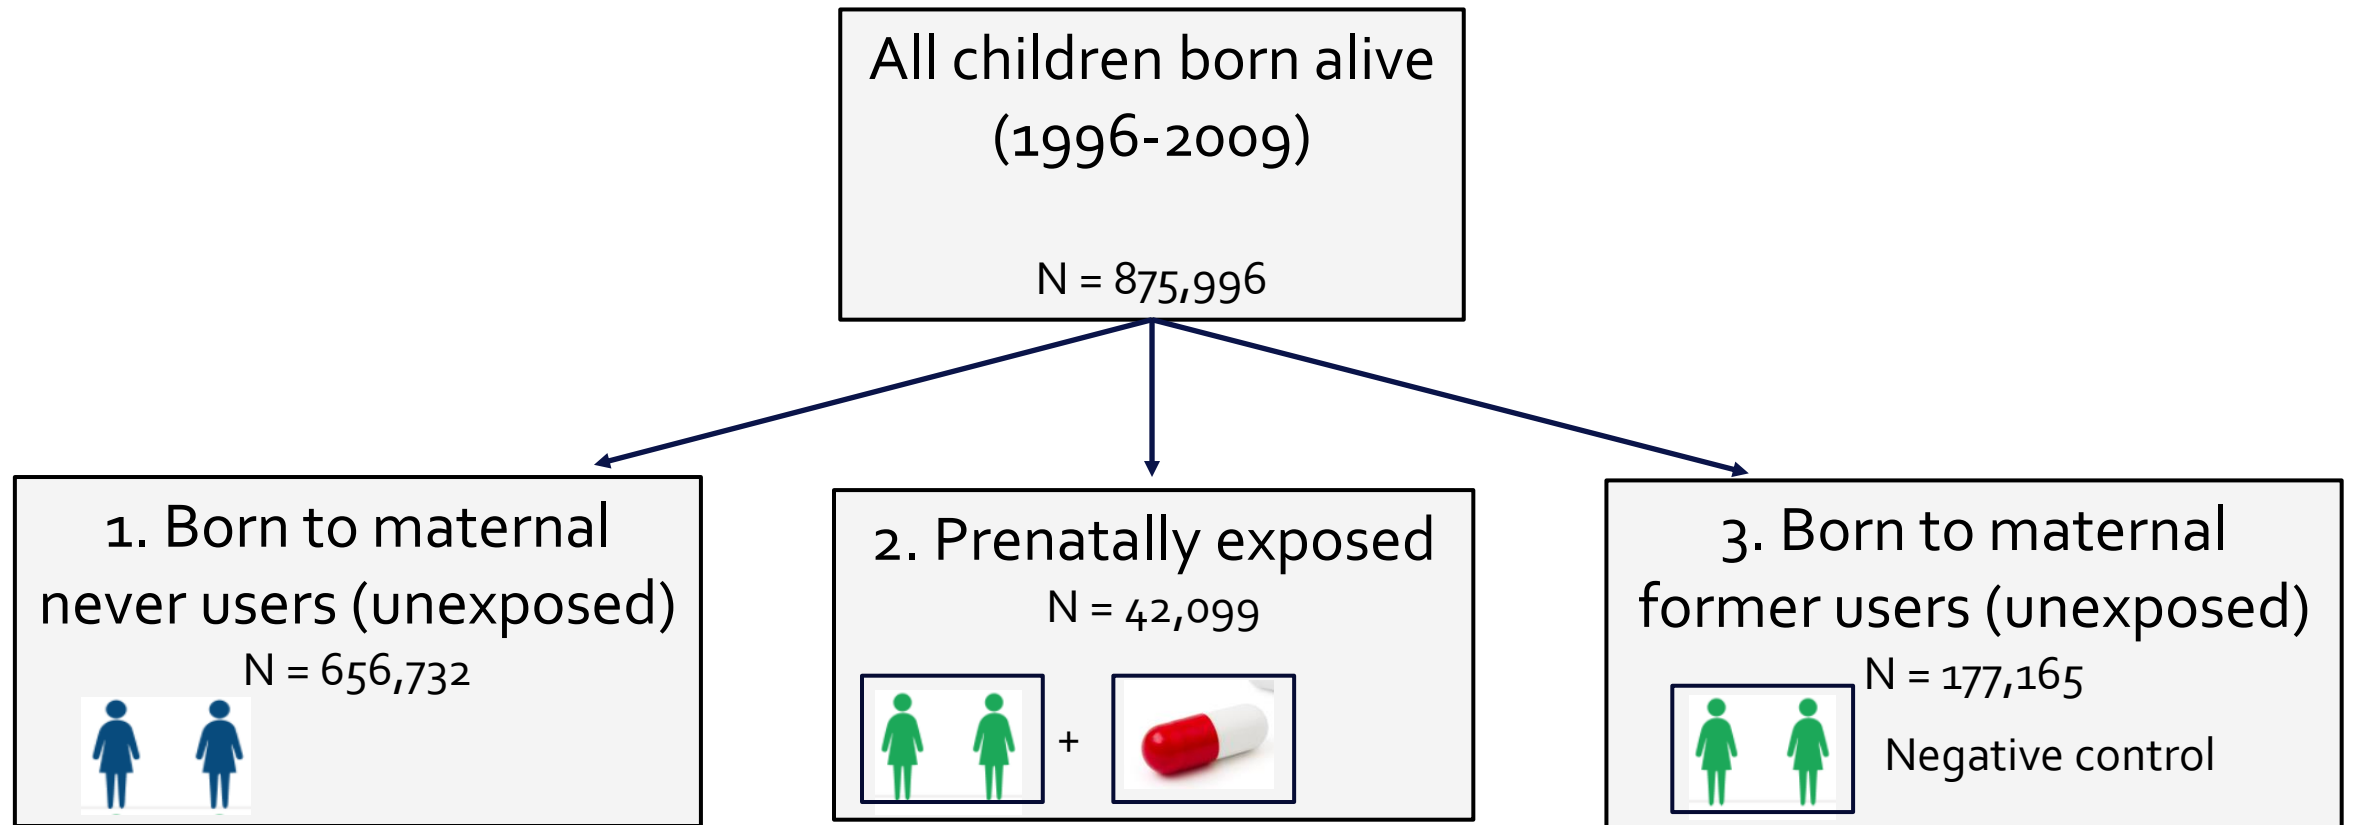 All children born alive
(1996-2009)
N = 875,996
1. Born to maternal
never users (unexposed)
N = 656,732
2. Prenatally exposed
N = 42,099
+
3. Born to maternal
former users (unexposed)
N = 177,165
Negative control